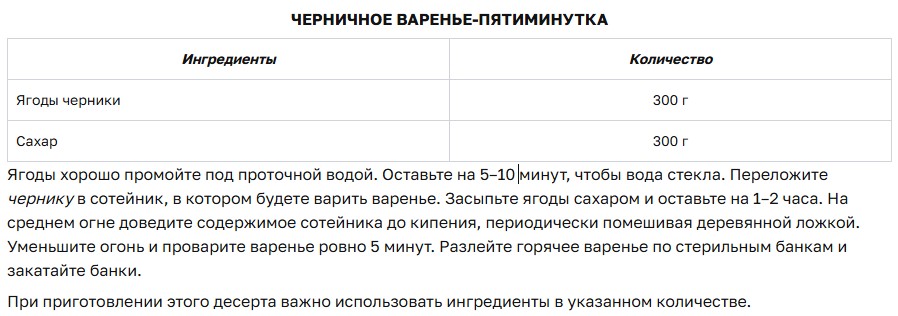 ЧЕРНИЧНОЕ ВАРЕНЬЕ-ПЯТИМИНУТКА
Ингредиенты Количество
Ягоды черники 300 г
Сахар 300 г
Ягоды хорошо промойте под проточной водой. Оставьте на 5–10 минут, чтобы вода стекла. Переложите
чернику в сотейник, в котором будете варить варенье. Засыпьте ягоды сахаром и оставьте на 1–2 часа. На
среднем огне доведите содержимое сотейника до кипения, периодически помешивая деревянной ложкой.
Уменьшите огонь и проварите варенье ровно 5 минут. Разлейте горячее варенье по стерильным банкам и
закатайте банки.
При приготовлении этого десерта важно использовать ингредиенты в указанном количестве.